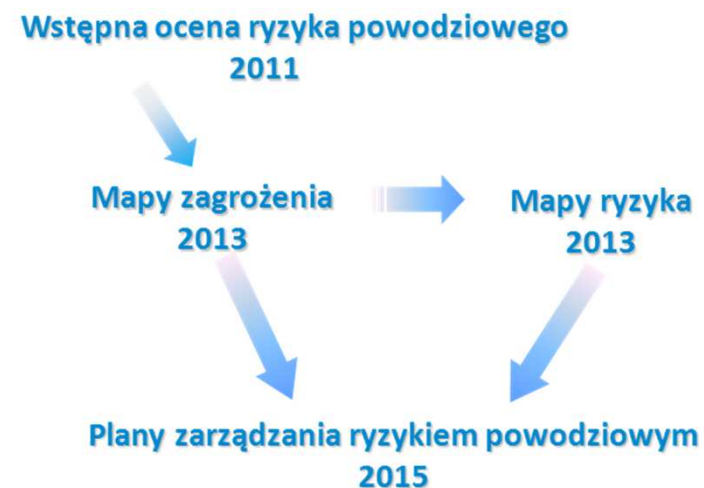 Wstępna ocena ryzyka powodziowego
2011
Mapy zagrożenia
2013
Mapy ryzyka
2013
Plany zarządzania ryzykiem powodziowym
2015